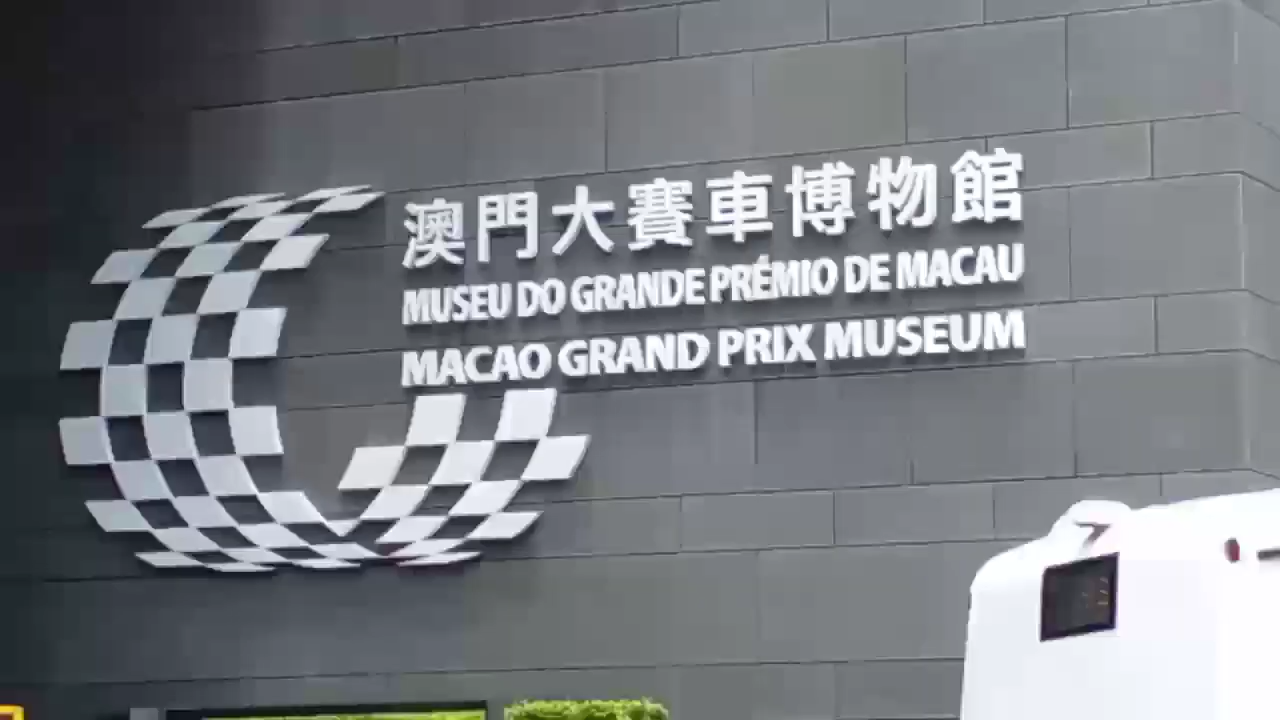 澳門大賽車博物館
MUSEU DO GRANDE PRÉMIO DE MACAU
MACAO GRAND PRIX MUSEUM